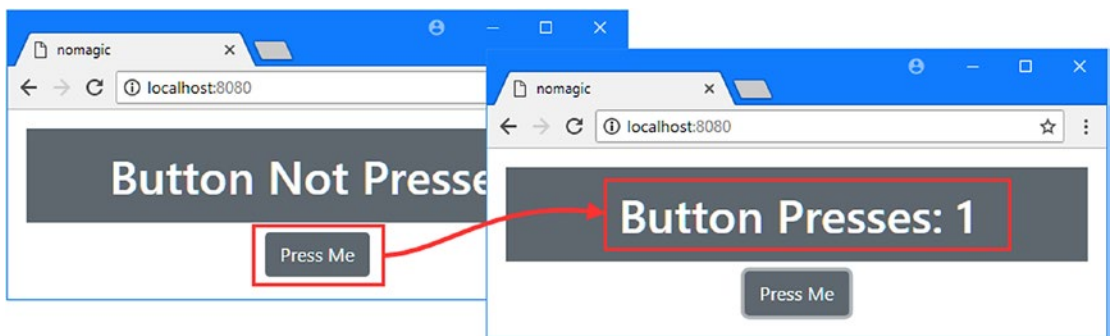 nomagic
localhost:8080
Button Not Presse
Press Me
nomagic
localhost:8080
Button Presses: 1
Press Me